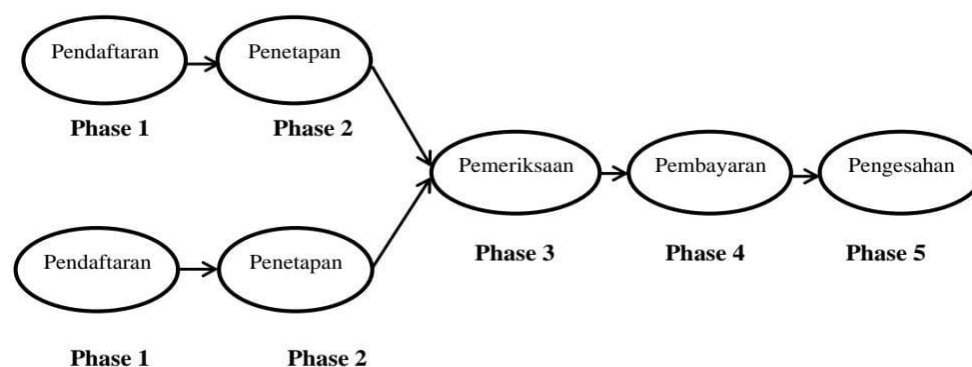 Pendaftaran
Penetapan
Phase 1
Phase 2
Pemeriksaan
Pembayaran
Pengesahan
Phase 3
Phase 4
Phase 5
Pendaftaran
Penetapan
Phase 1
Phase 2